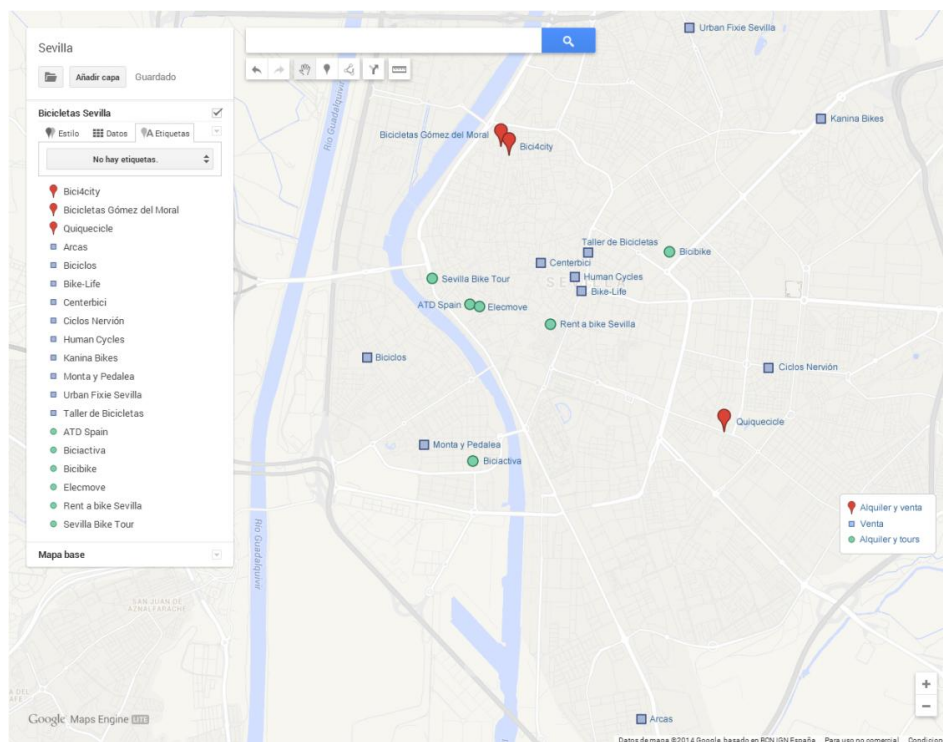 Sevilla
Añadir capa Guardado
Bicicletas Sevilla
Estilo Datos Etiquetas
No hay etiquetas.
Bici4city
Bicicletas Gómez del Moral
Quiquecicle
Arcas
Biciclos
Bike-Life
Centerbici
Ciclos Nervión
Human Cycles
Kanina Bikes
Monta y Pedalea
Urban Fixie Sevilla
Taller de Bicicletas
ATD Spain
Biciactiva
Bicibike
Elecmove
Rent a bike Sevilla
Sevilla Bike Tour
Mapa base
Urban Fixie Sevilla
Río Guadalquivir
Kanina Bikes
Bicicletas Gómez del Moral
Bici4city
Taller de Bicicletas
Bicibike
Centerbici
Sevilla Bike Tour
Human Cycles
SEVILLA
Bike-Life
ATD Spain
Elecmove
Rent a bike Sevilla
Biciclos
Ciclos Nervión
Quiquecicle
Monta y Pedalea
Biciactiva
Alquiler y venta
Venta
Alquiler y tours
Río Guadalquivir
SAN JUAN DE
AZNALFARACHE
Arcas
Google Maps Engine LITE
Datos de mapa ©2014 Google, basado en BCN IGN España Para uso no comercial